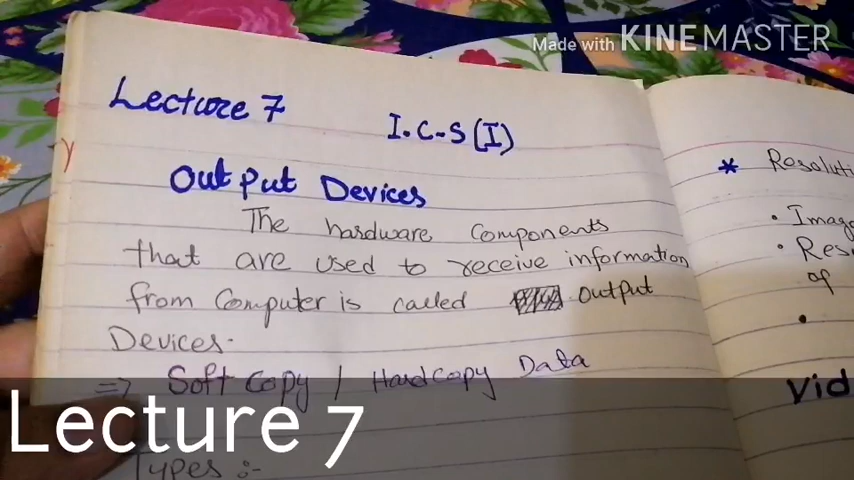 Made with KINEMASTER
Lecture 7
I.C.S(I)
Output Devices
The hardware components
that are used to receive information
from Computer is called Output
Devices.
=> Soft copy / Hardcopy Data
Types :-
* Resoluti
• Imag
• Res
of
Vid
Lecture 7